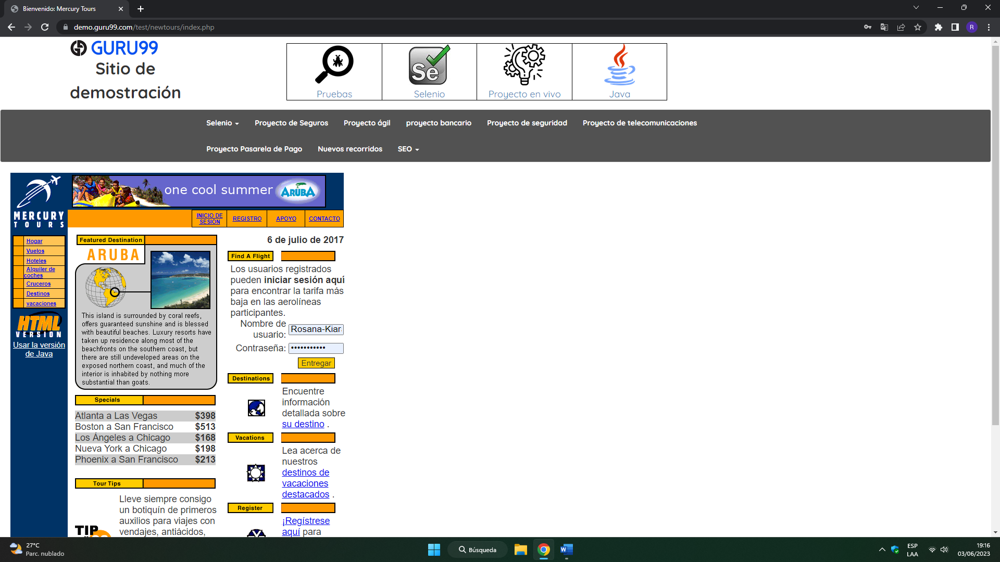 Bienvenido: Mercury Tours
demo.guru99.com/test/newtours/index.php
R
GURU99
Sitio de
demostración
Se
Pruebas
Selenio
Proyecto en vivo
Java
Selenio
Proyecto de Seguros
Proyecto ágil
proyecto bancario
Proyecto de seguridad
Proyecto de telecomunicaciones
Proyecto Pasarela de Pago
Nuevos recorridos
SEO
MERCURY
TOURS
one cool summer
ARUBA
INICIO DE
SESIÓN
REGISTRO
APOYO
CONTACTO
Hogar
Vuelos
Hoteles
Alquiler de
coches
Cruceros
Destinos
vacaciones
HTML
VERSION
Usar la versión
de Java
Featured Destination
ARUBA
This island is surrounded by coral reefs,
offers guaranteed sunshine and is blessed
with beautiful beaches. Luxury resorts have
taken up residence along most of the
beachfronts on the southern coast, but
there are still undeveloped areas on the
exposed northern coast, and much of the
interior is inhabited by nothing more
substantial than goats.
Specials
Atlanta a Las Vegas $398
Boston a San Francisco $513
Los Ángeles a Chicago $168
Nueva York a Chicago $198
Phoenix a San Francisco $213
Tour Tips
Lleve siempre consigo
un botiquín de primeros
auxilios para viajes con
vendajes, antiácidos,
TIP
6 de julio de 2017
Find A Flight
Los usuarios registrados
pueden iniciar sesión aquí
para encontrar la tarifa más
baja en las aerolíneas
participantes.
Nombre de
usuario:
Rosana-Kiar
Contraseña:
•••••••••••
Entregar
Destinations
Encuentre
información
detallada sobre
su destino .
Vacations
Lea acerca de
nuestros
destinos de
vacaciones
destacados .
Register
¡Regístrese
aquí para
27°C
Parc. nublado
Búsqueda
W
ESP
LAA
19:16
03/06/2023